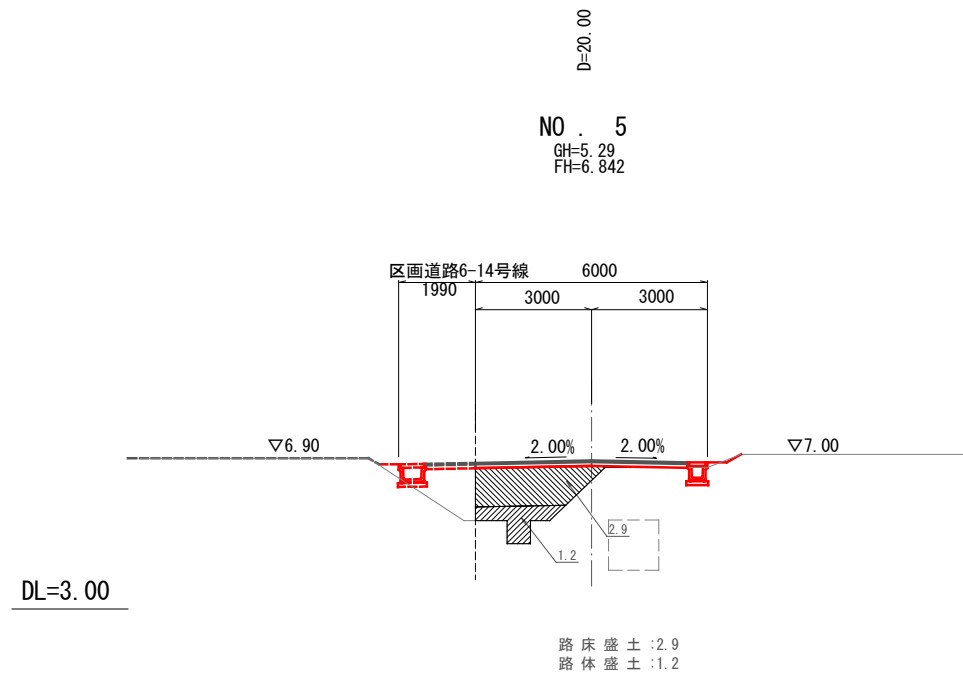 D=20.00
NO． 5
GH=5.29
FH=6.842
区画道路6-14号線
6000
1990
3000
3000
▽6.90
2.00%
2.00%
▽7.00
2.9
1.2
DL=3.00
路床盛土:2.9
路体盛土:1.2